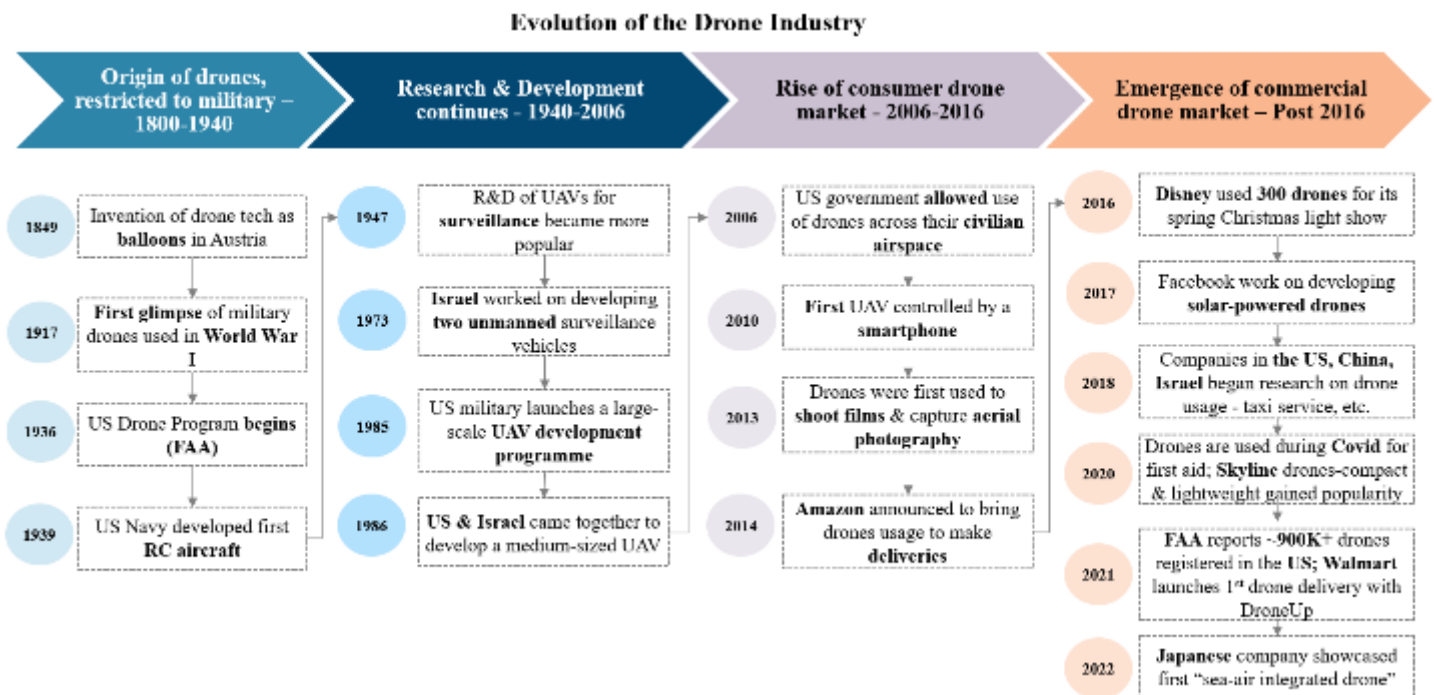 Evolution of the Drone Industry
Origin of drones,
restricted to military –
1800-1940
Research & Development
continues - 1940-2006
Rise of consumer drone
market - 2006-2016
Emergence of commercial
drone market – Post 2016
1849
Invention of drone tech as
balloons in Austria
1917
First glimpse of military
drones used in World War
I
1936
US Drone Program begins
(FAA)
1939
US Navy developed first
RC aircraft
1947
R&D of UAVs for
surveillance became more
popular
1973
Israel worked on developing
two unmanned surveillance
vehicles
1985
US military launches a large-
scale UAV development
programme
1986
US & Israel came together to
develop a medium-sized UAV
2006
US government allowed use
of drones across their civilian
airspace
2010
First UAV controlled by a
smartphone
2013
Drones were first used to
shoot films & capture aerial
photography
2014
Amazon announced to bring
drones usage to make
deliveries
2016
Disney used 300 drones for its
spring Christmas light show
2017
Facebook work on developing
solar-powered drones
2018
Companies in the US, China,
Israel began research on drone
usage - taxi service, etc.
2020
Drones are used during Covid for
first aid; Skyline drones-compact
& lightweight gained popularity
2021
FAA reports ~900K+ drones
registered in the US; Walmart
launches 1st drone delivery with
DroneUp
2022
Japanese company showcased
first “sea-air integrated drone”